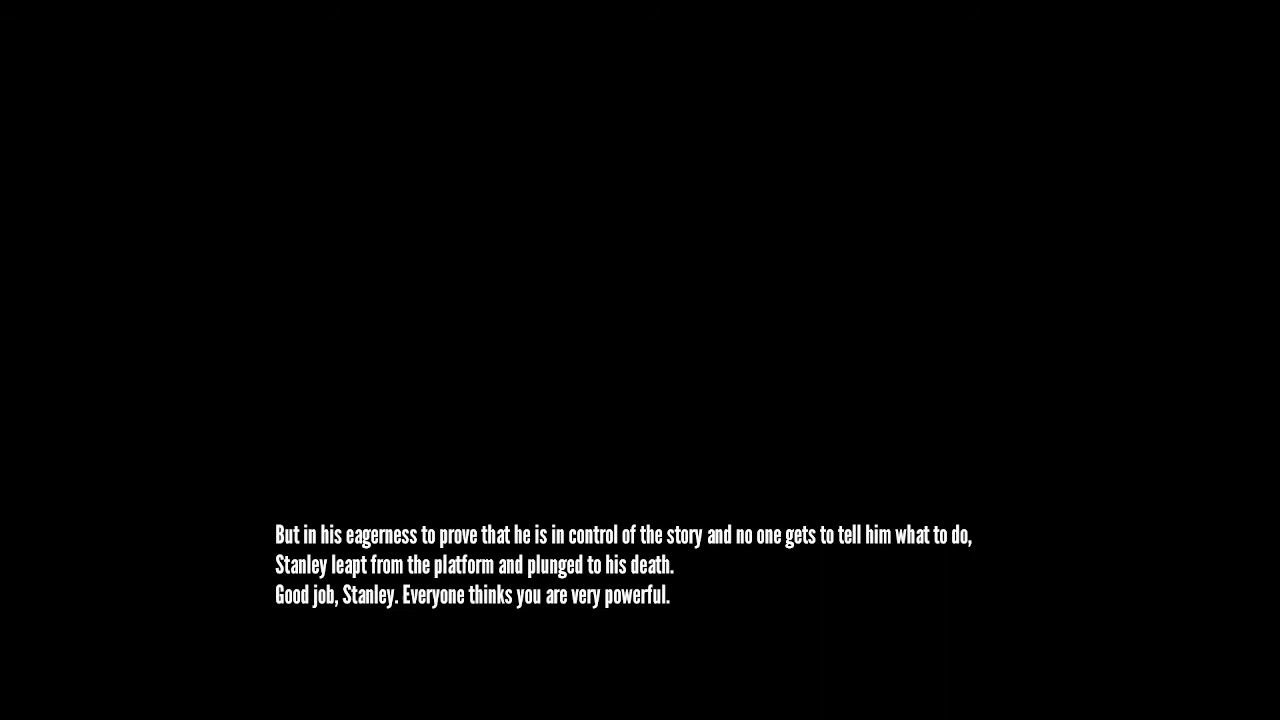 But in his eagerness to prove that he is in control of the story and no one gets to tell him what to do,
Stanley leapt from the platform and plunged to his death.
Good job, Stanley. Everyone thinks you are very powerful.